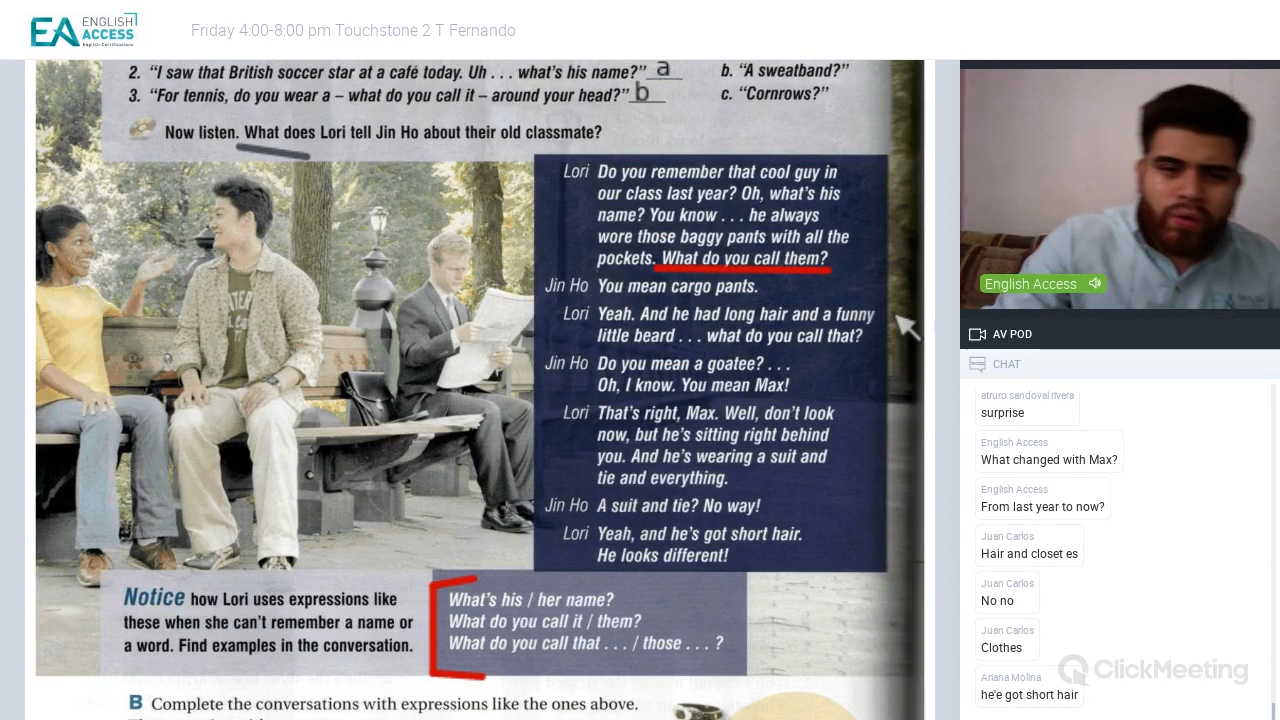 ENGLISH
ACCESS
English Certifications
Friday 4:00-8:00 pm Touchstone 2 T Fernando
2. “I saw that British soccer star at a café today. Uh . . . what’s his name?” a
b. “A sweatband?”
3. “For tennis, do you wear a – what do you call it – around your head?” b
c. “Cornrows?”
Now listen. What does Lori tell Jin Ho about their old classmate?
Lori Do you remember that cool guy in
our class last year? Oh, what’s his
name? You know . . . he always
wore those baggy pants with all the
pockets. What do you call them?
Jin Ho You mean cargo pants.
Lori Yeah. And he had long hair and a funny
little beard . . . what do you call that?
Jin Ho Do you mean a goatee? . . .
Oh, I know. You mean Max!
Lori That’s right, Max. Well, don’t look
now, but he’s sitting right behind
you. And he’s wearing a suit and
tie and everything.
Jin Ho A suit and tie? No way!
Lori Yeah, and he’s got short hair.
He looks different!
Notice how Lori uses expressions like
these when she can’t remember a name or
a word. Find examples in the conversation.
What’s his / her name?
What do you call it / them?
What do you call that . . . / those . . . ?
B Complete the conversations with expressions like the ones above.
English Access
AV POD
CHAT
atruro sandoval rivera
surprise
English Access
What changed with Max?
English Access
From last year to now?
Juan Carlos
Hair and closet es
Juan Carlos
No no
Juan Carlos
Clothes
Ariana Molina
he'e got short hair
ClickMeeting